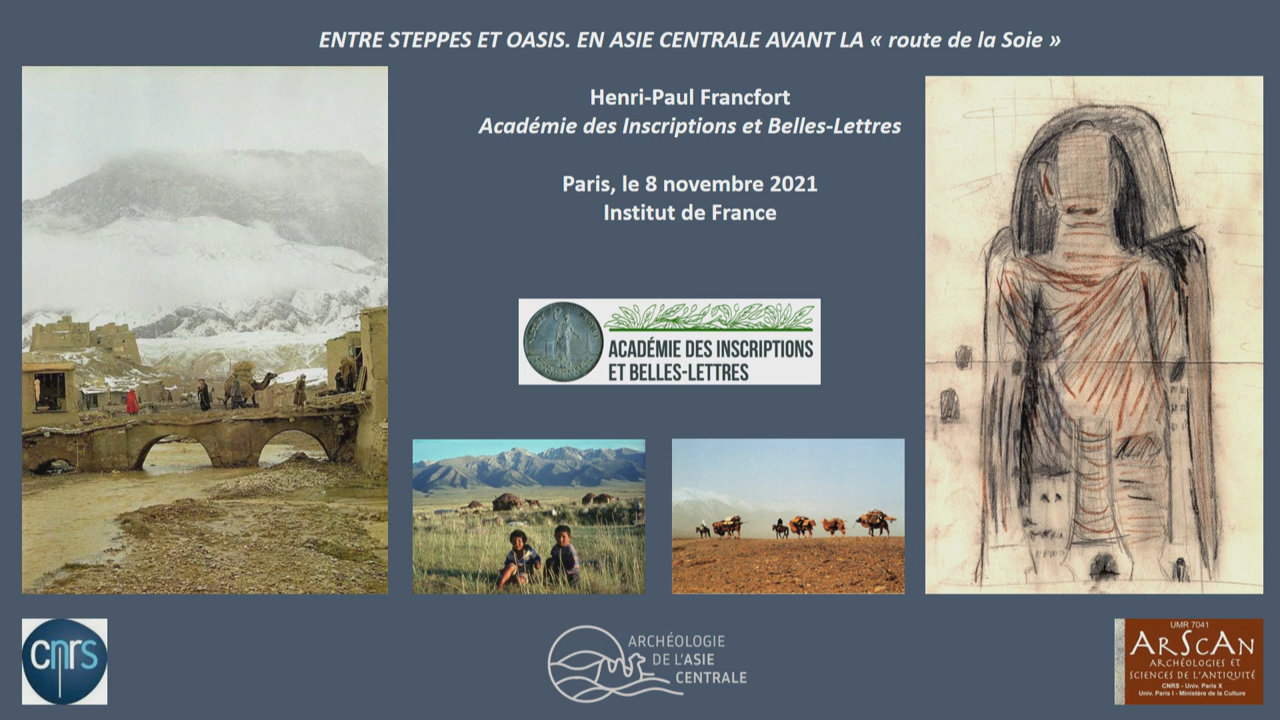 ENTRE STEPPES ET OASIS. EN ASIE CENTRALE AVANT LA « route de la Soie »
Henri-Paul Francfort
Académie des Inscriptions et Belles-Lettres
Paris, le 8 novembre 2021
Institut de France
ACADÉMIE DES INSCRIPTIONS
ET BELLES-LETTRES
cnrs
ARCHÉOLOGIE
DE L'ASIE
CENTRALE
UMR 7041
ARSCAN
ARCHÉOLOGIES ET
SCIENCES DE L'ANTIQUITÉ
CNRS - Univ. Paris X
Univ. Paris I - Ministère de la Culture